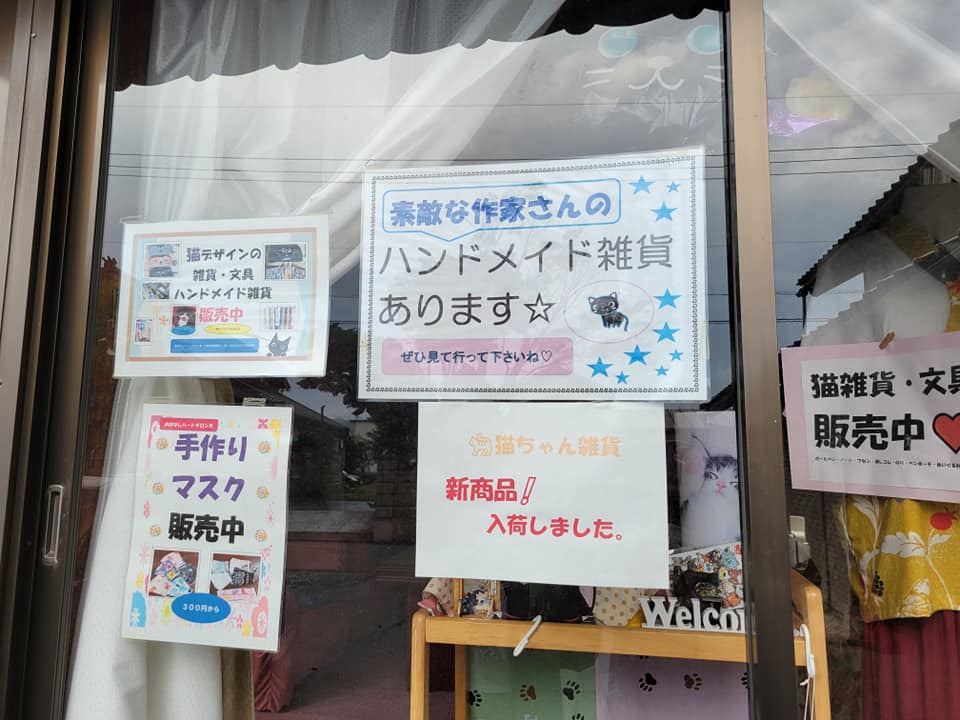 猫デザインの
雑貨・文具
ハンドメイド雑貨
販売中
素敵な作家さんの
ハンドメイド雑貨
あります☆
ぜひ見て行って下さいね♡
手作り
マスク
販売中
300円から
猫ちゃん雑貨
新商品!
入荷しました。
猫雑貨・文具
販売中♥
Welco